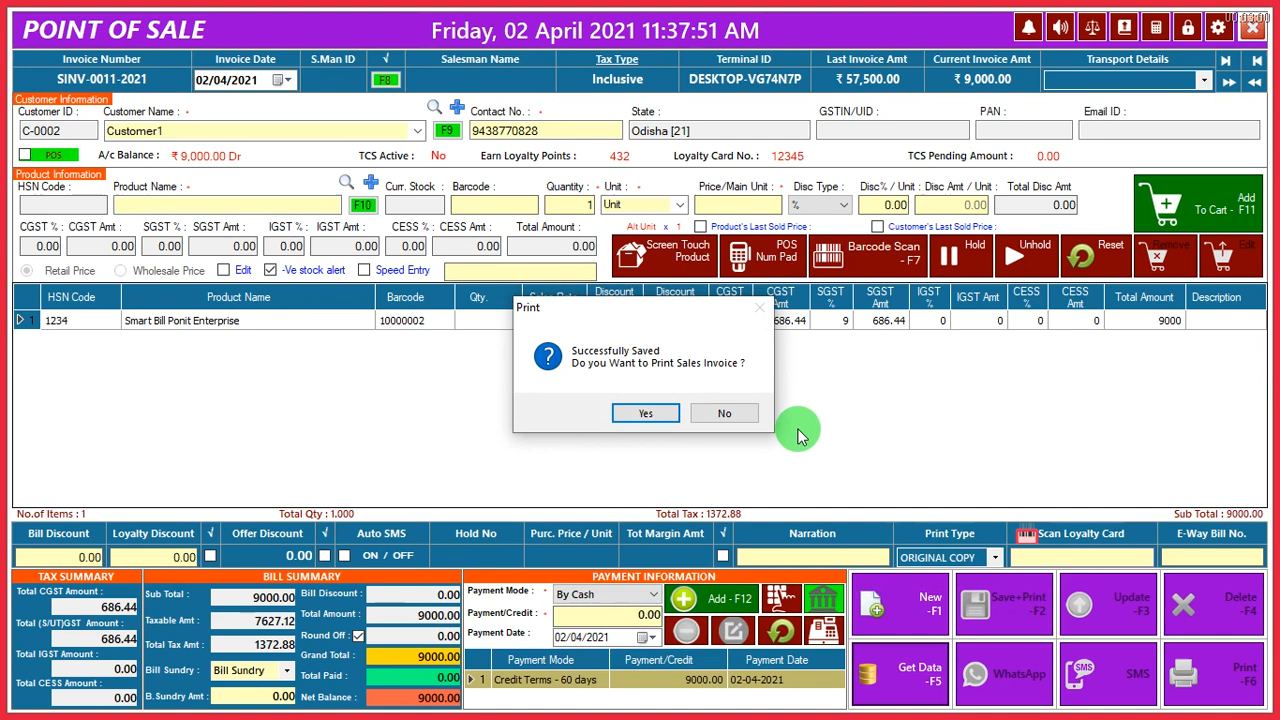 POINT OF SALE
Friday, 02 April 2021 11:37:51 AM
Invoice Number
Invoice Date
S.Man ID
√
Salesman Name
Tax Type
Terminal ID
Last Invoice Amt
Current Invoice Amt
Transport Details
SINV-0011-2021
02/04/2021
F8
Inclusive
DESKTOP-VG74N7P
₹ 57,500.00
₹ 9,000.00
Customer Information
Customer ID :
Customer Name :
Contact No. :
State :
GSTIN/UID :
PAN :
Email ID :
C-0002
Customer1
F9
9438770828
Odisha [21]
POS
A/c Balance :
₹ 9,000.00 Dr
TCS Active :
No
Earn Loyalty Points :
432
Loyalty Card No. :
12345
TCS Pending Amount :
0.00
Product Information
HSN Code :
Product Name :
Curr. Stock :
Barcode:
Quantity :
Unit :
Price/Main Unit :
Disc Type :
Disc% / Unit :
Disc Amt / Unit :
Total Disc Amt
F10
1
Unit
%
0.00
0.00
0.00
Add
To Cart - F11
CGST % :
CGST Amt :
SGST % :
SGST Amt :
IGST % :
IGST Amt :
CESS % :
CESS Amt :
Total Amount :
Alt Unit x 1
Product's Last Sold Price :
Customer's Last Sold Price :
0.00
0.00
0.00
0.00
0.00
0.00
0.00
0.00
0.00
Screen Touch
Product
POS
Num Pad
Barcode Scan
- F7
Hold
Unhold
Reset
Remove
Edit
Retail Price
Wholesale Price
Edit
-Ve stock alert
Speed Entry
HSN Code
Product Name
Barcode
Qty.
Discount
Discount
CGST
Amt
SGST
%
SGST
Amt
IGST
%
IGST Amt
CESS
%
CESS
Amt
Total Amount
Description
1
1234
Smart Bill Ponit Enterprise
10000002
686.44
9
686.44
0
0
0
0
9000
Print
Successfully Saved
Do you Want to Print Sales Invoice ?
Yes
No
No.of Items : 1
Total Qty : 1.000
Total Tax : 1372.88
Sub Total : 9000.00
Bill Discount
Loyalty Discount
√
Offer Discount
√
Auto SMS
Hold No
Purc. Price / Unit
Tot Margin Amt
√
Narration
Print Type
Scan Loyalty Card
E-Way Bill No.
0.00
0.00
0.00
ON / OFF
ORIGINAL COPY
TAX SUMMARY
Total CGST Amount :
686.44
Total (S/UT)GST Amount :
686.44
Total IGST Amount :
0.00
Total CESS Amount :
0.00
BILL SUMMARY
Sub Total :
9000.00
Taxable Amt :
7627.12
Total Tax Amt :
1372.88
Bill Sundry :
Bill Sundry
B.Sundry Amt :
0.00
Bill Discount :
0.00
Total Amount :
9000.00
Round Off :
0.00
Grand Total :
9000.00
Total Paid :
0.00
Net Balance :
9000.00
PAYMENT INFORMATION
Payment Mode :
By Cash
Add - F12
Payment/Credit :
0.00
Payment Date :
02/04/2021
Payment Mode
Payment/Credit
Payment Date
1
Credit Terms - 60 days
9000.00
02-04-2021
New
-F1
Save+Print
-F2
Update
-F3
Delete
-F4
Get Data
-F5
WhatsApp
SMS
SMS
Print
-F6